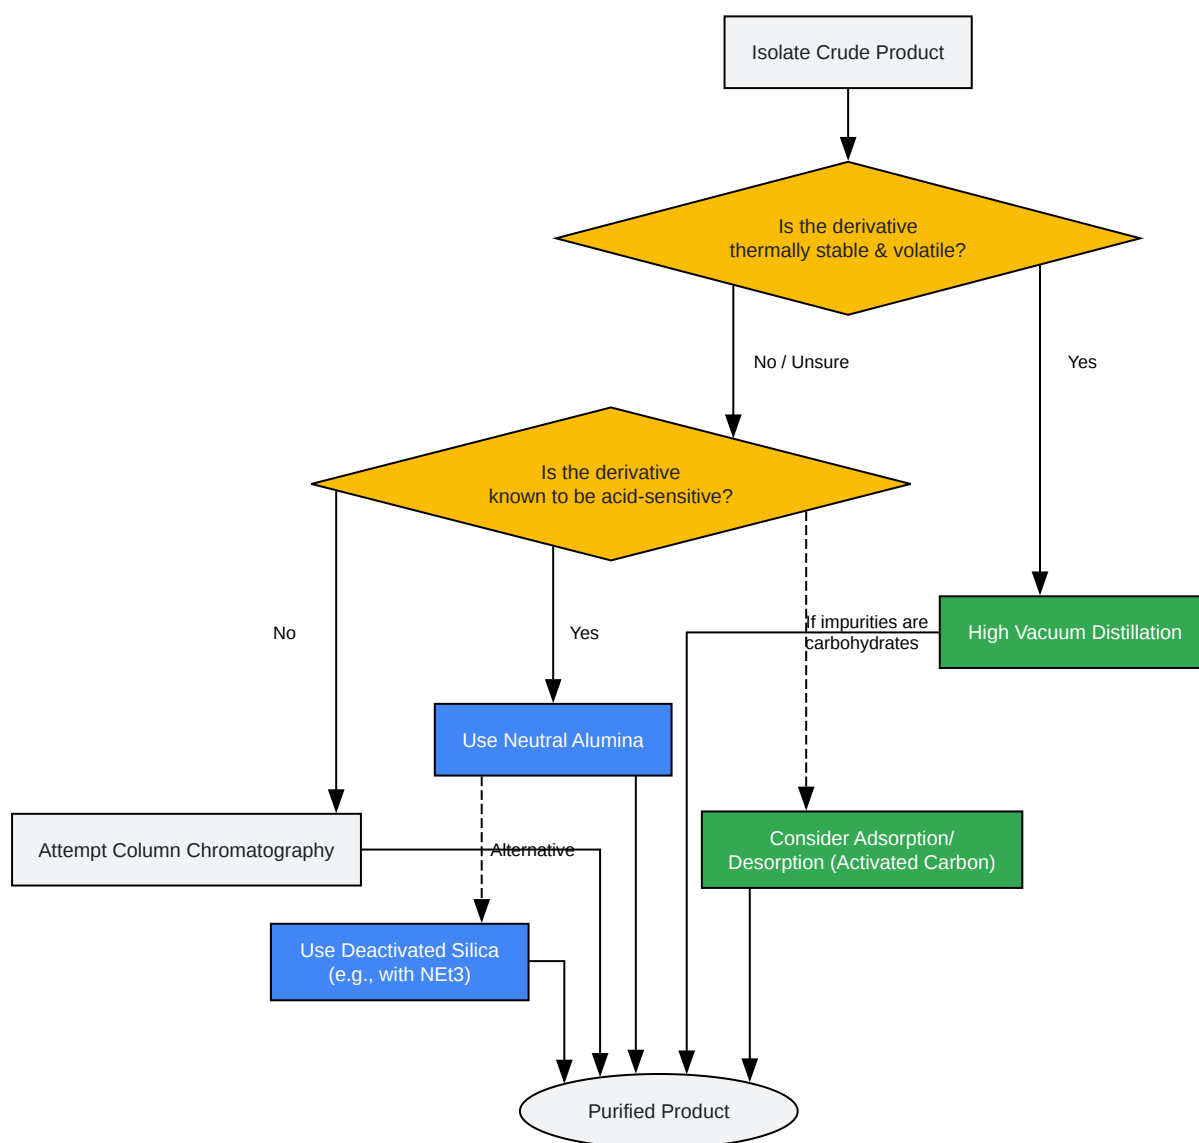 Isolate Crude Product
Is the derivative
thermally stable & volatile?
No / Unsure
Yes
Is the derivative
known to be acid-sensitive?
No
Yes
If impurities are
carbohydrates
High Vacuum Distillation
Use Neutral Alumina
Attempt Column Chromatography
Alternative
Consider Adsorption/
Desorption (Activated Carbon)
Use Deactivated Silica
(e.g., with NEt3)
Purified Product